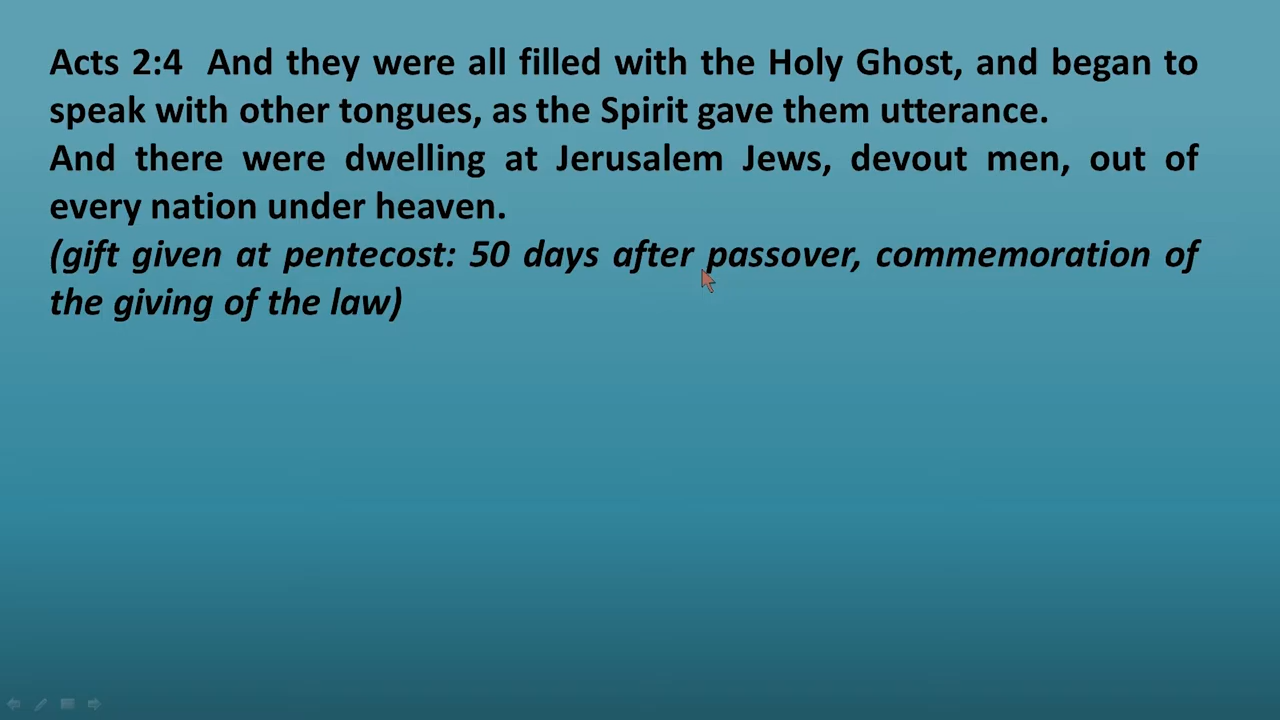 Acts 2:4  And they were all filled with the Holy Ghost, and began to
speak with other tongues, as the Spirit gave them utterance.
And there were dwelling at Jerusalem Jews, devout men, out of
every nation under heaven.
(gift given at pentecost: 50 days after passover, commemoration of
the giving of the law)